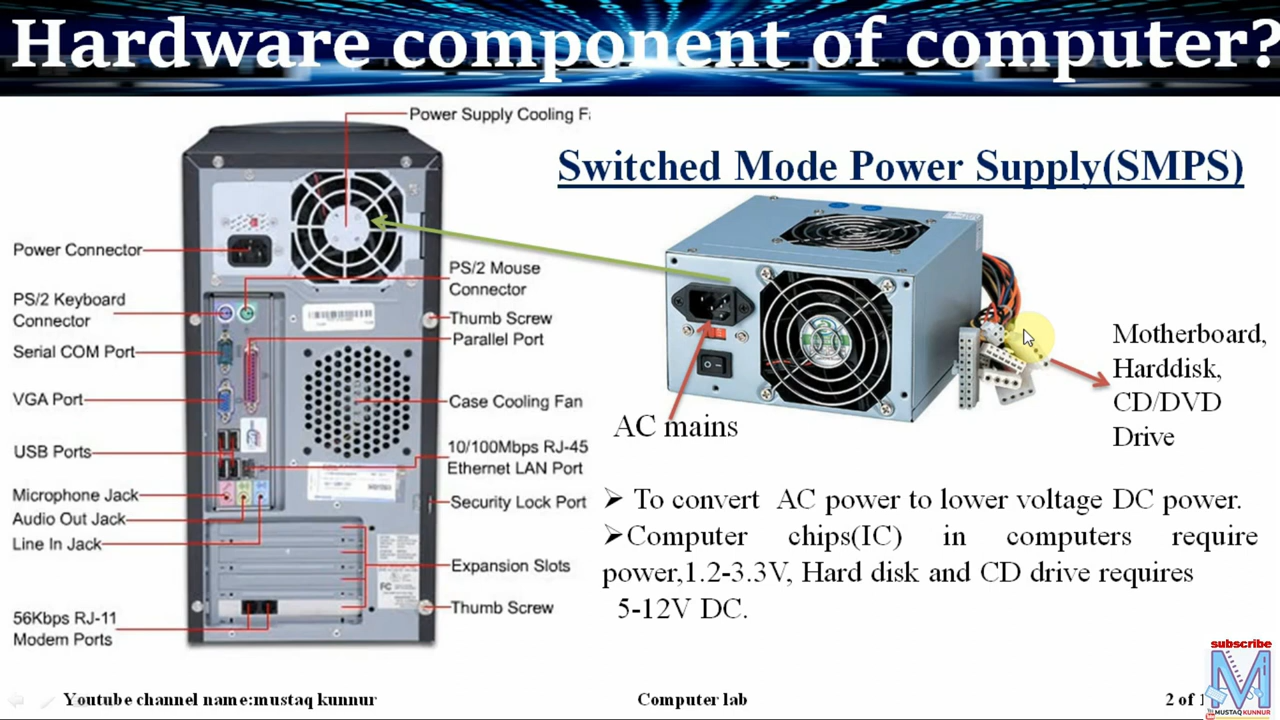 Hardware component of computer?
Power Supply Cooling Fa
Switched Mode Power Supply(SMPS)
Power Connector
PS/2 Mouse
Connector
PS/2 Keyboard
Connector
Thumb Screw
Parallel Port
Serial COM Port
VGA Port
Case Cooling Fan
USB Ports
10/100Mbps RJ-45
Ethernet LAN Port
Microphone Jack
Security Lock Port
Audio Out Jack
Line In Jack
Expansion Slots
Thumb Screw
56Kbps RJ-11
Modem Ports
AC mains
Motherboard,
Harddisk,
CD/DVD
Drive
➢ To convert AC power to lower voltage DC power.
➢Computer chips(IC) in computers require
power,1.2-3.3V, Hard disk and CD drive requires
5-12V DC.
Youtube channel name:mustaq kunnur
Computer lab
2 of 1
subscribe
M
MUSTAQ KUNNUR